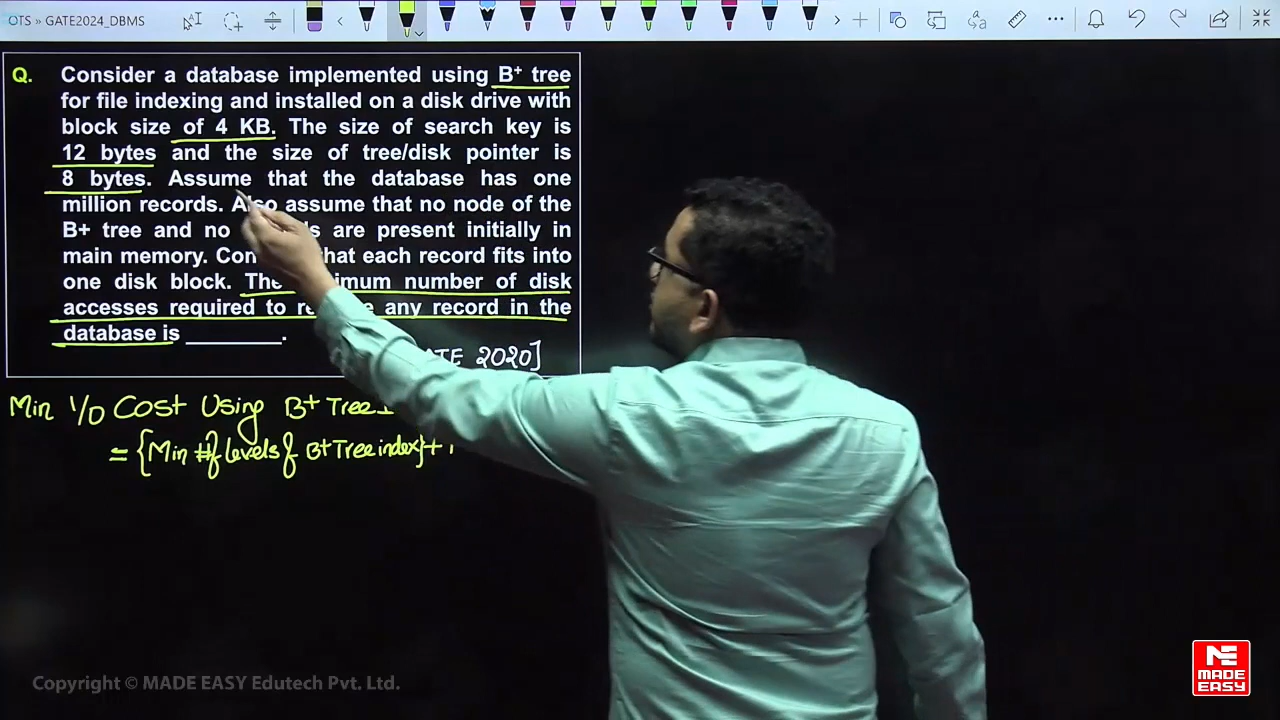 OTS » GATE2024_DBMS
Q. Consider a database implemented using B+ tree
for file indexing and installed on a disk drive with
block size of 4 KB. The size of search key is
12 bytes and the size of tree/disk pointer is
8 bytes. Assume that the database has one
million records. Also assume that no node of the
B+ tree and no are present initially in
main memory. that each record fits into
one disk block. The number of disk
accesses required to any record in the
database is ________.
2020]
Min I/O Cost Using B+ Tree
= {Min # of levels of B+ Tree index} +
Copyright © MADE EASY Edutech Pvt. Ltd.
ME
MADE
EASY